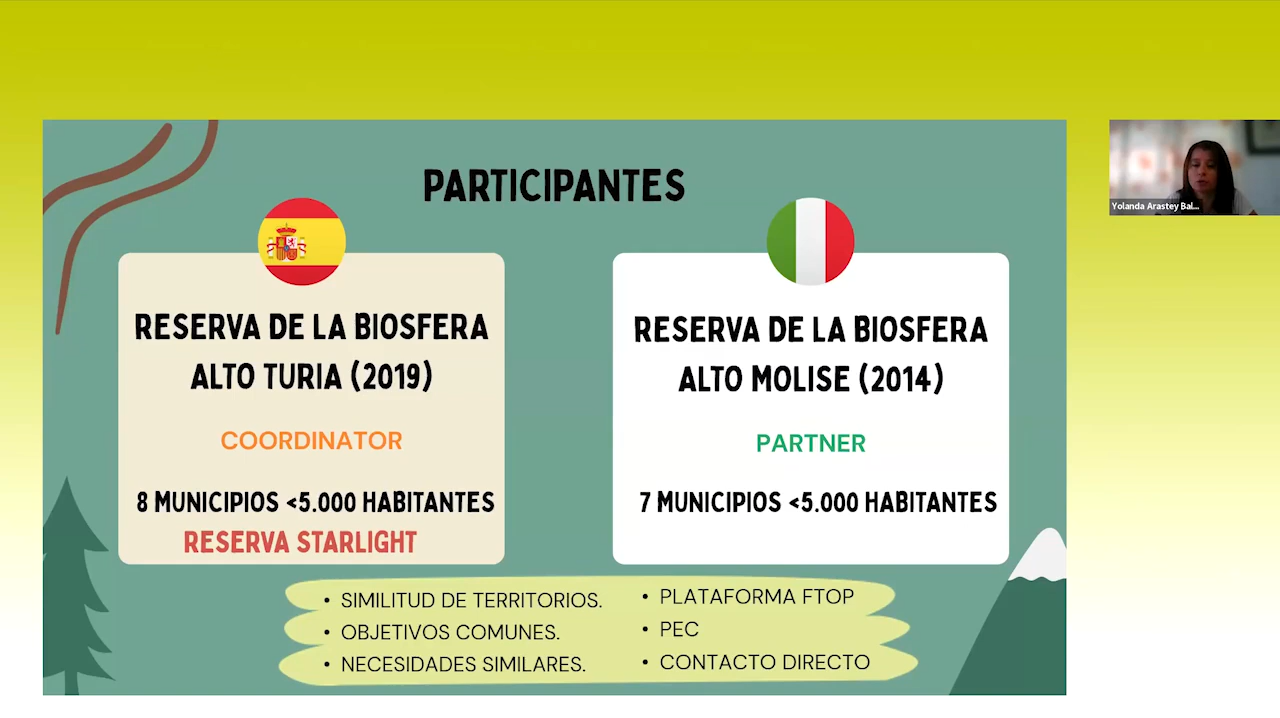 PARTICIPANTES
RESERVA DE LA BIOSFERA
ALTO TURIA (2019)
COORDINATOR
8 MUNICIPIOS <5.000 HABITANTES
RESERVA STARLIGHT
RESERVA DE LA BIOSFERA
ALTO MOLISE (2014)
PARTNER
7 MUNICIPIOS <5.000 HABITANTES
• SIMILITUD DE TERRITORIOS.
• OBJETIVOS COMUNES.
• NECESIDADES SIMILARES.
• PLATAFORMA FTOP
• PEC
• CONTACTO DIRECTO
Yolanda Arastey Bal...